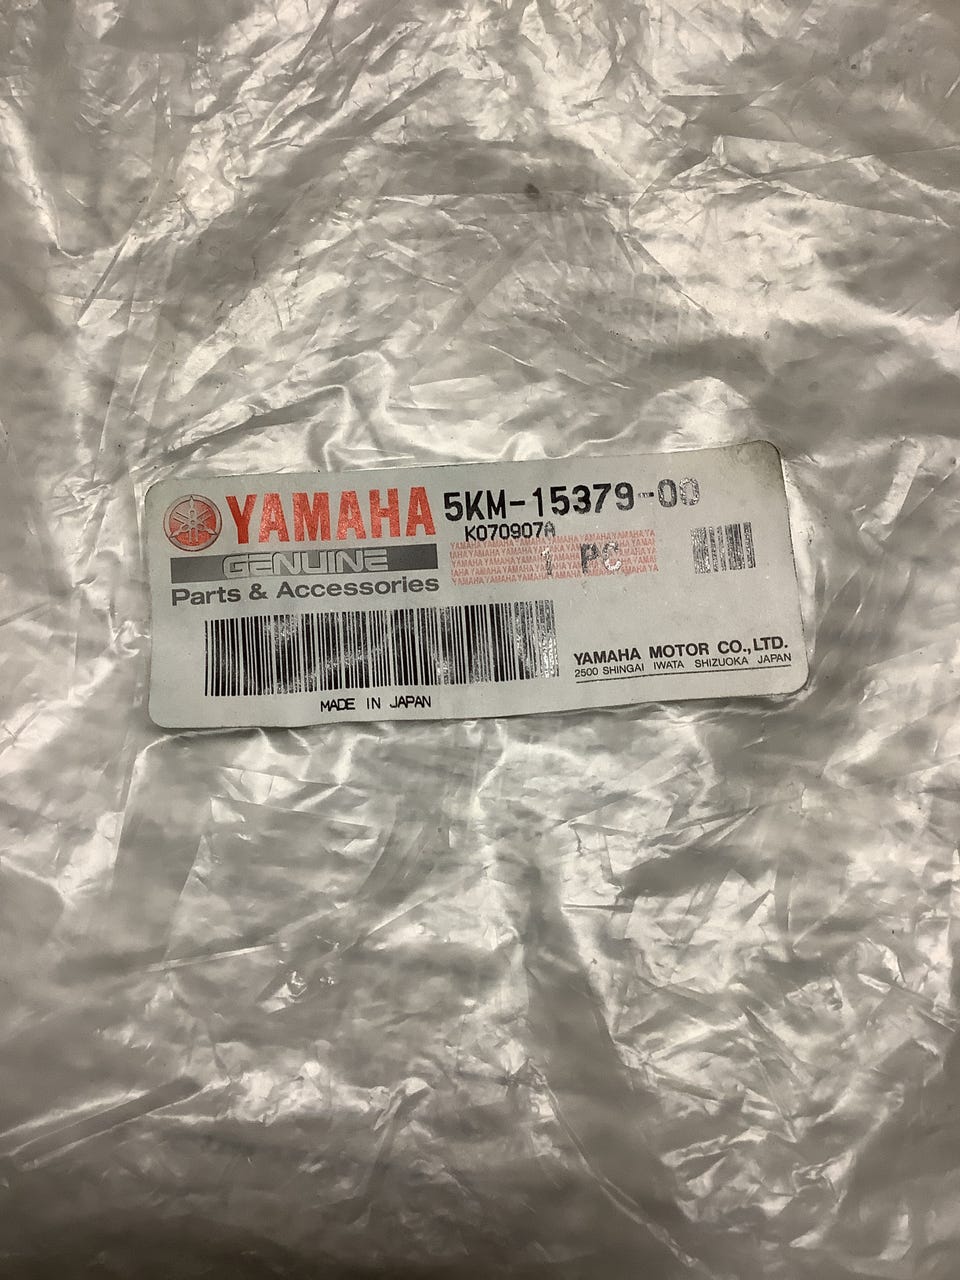 YAMAHA 5KM-15379-00
K070907A
GENUINE
1 PC
Parts & Accessories
YAMAHA MOTOR CO.,LTD.
2500 SHINGAI IWATA SHIZUOKA JAPAN
MADE IN JAPAN